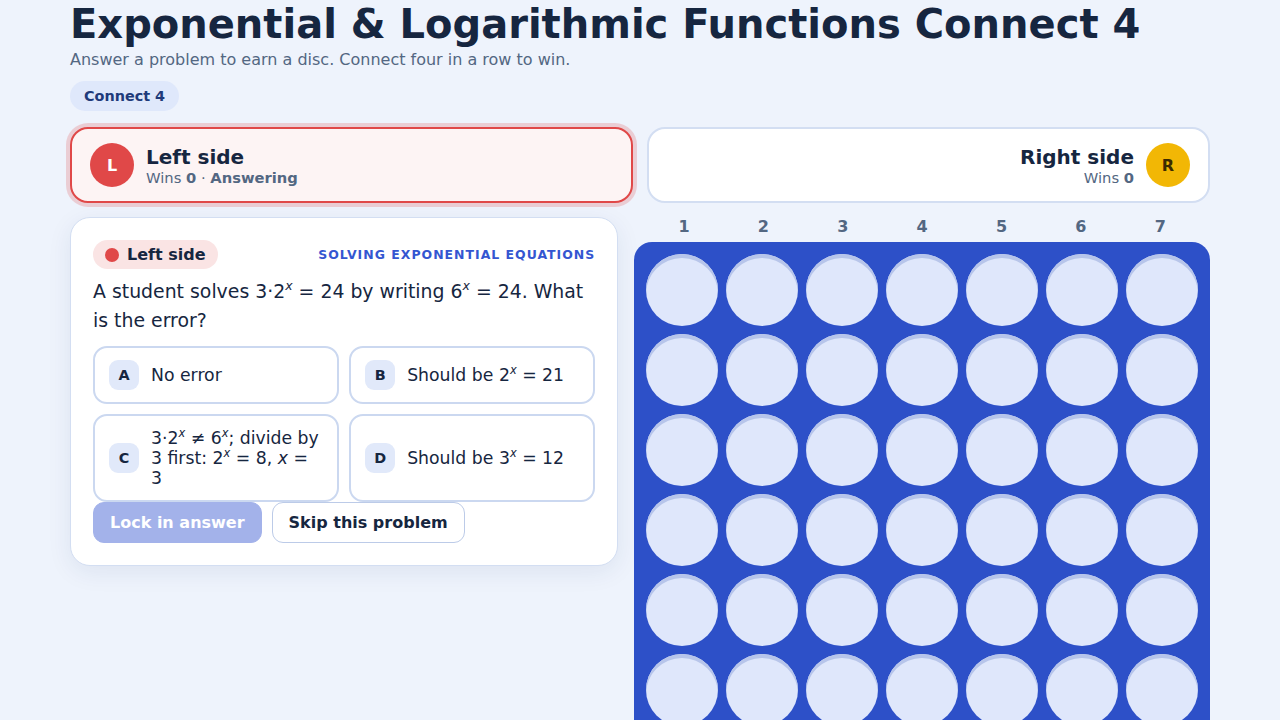 Exponential & Logarithmic Functions Connect 4
Answer a problem to earn a disc. Connect four in a row to win.
Connect 4
L
Left side
Wins 0 · Answering
Right side
Wins 0
R
Left side
SOLVING EXPONENTIAL EQUATIONS
A student solves 3·2ˣ = 24 by writing 6ˣ = 24. What
is the error?
A
No error
B
Should be 2ˣ = 21
C
3·2ˣ ≠ 6ˣ; divide by
3 first: 2ˣ = 8, x =
3
D
Should be 3ˣ = 12
Lock in answer
Skip this problem
1 2 3 4 5 6 7